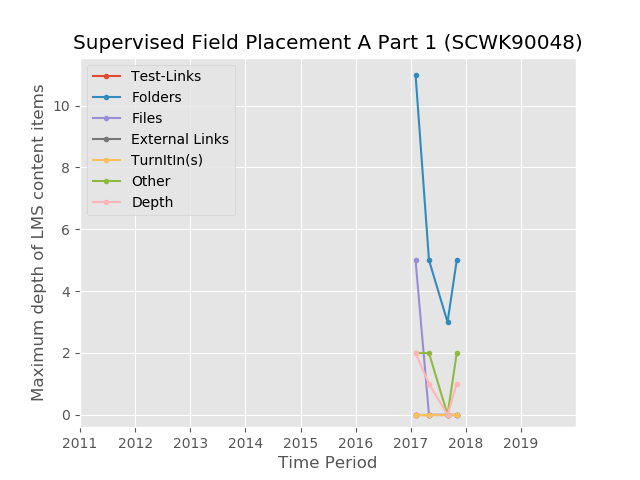 Supervised Field Placement A Part 1 (SCWK90048)
Test-Links
Folders
Files
External Links
TurnItIn(s)
Other
Depth
Maximum depth of LMS content items
10
8
6
4
2
0
2011 2012 2013 2014 2015 2016 2017 2018 2019
Time Period